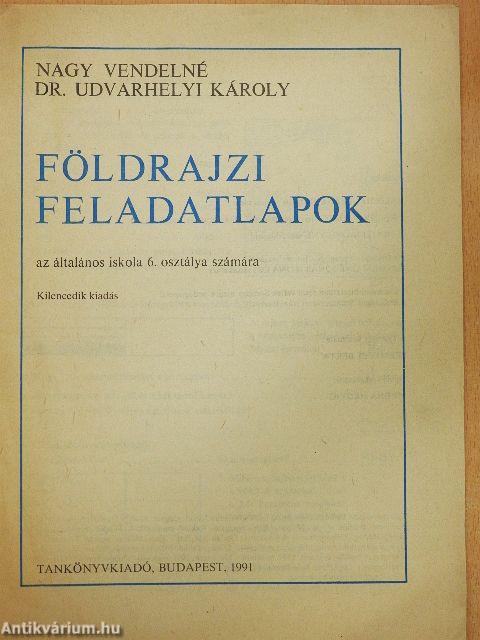 NAGY VENDELNÉ
DR. UDVARHELYI KÁROLY
FÖLDRAJZI
FELADATLAPOK
az általános iskola 6. osztálya számára
Kilencedik kiadás
TANKÖNYVKIADÓ, BUDAPEST, 1991
Antikvárium.hu